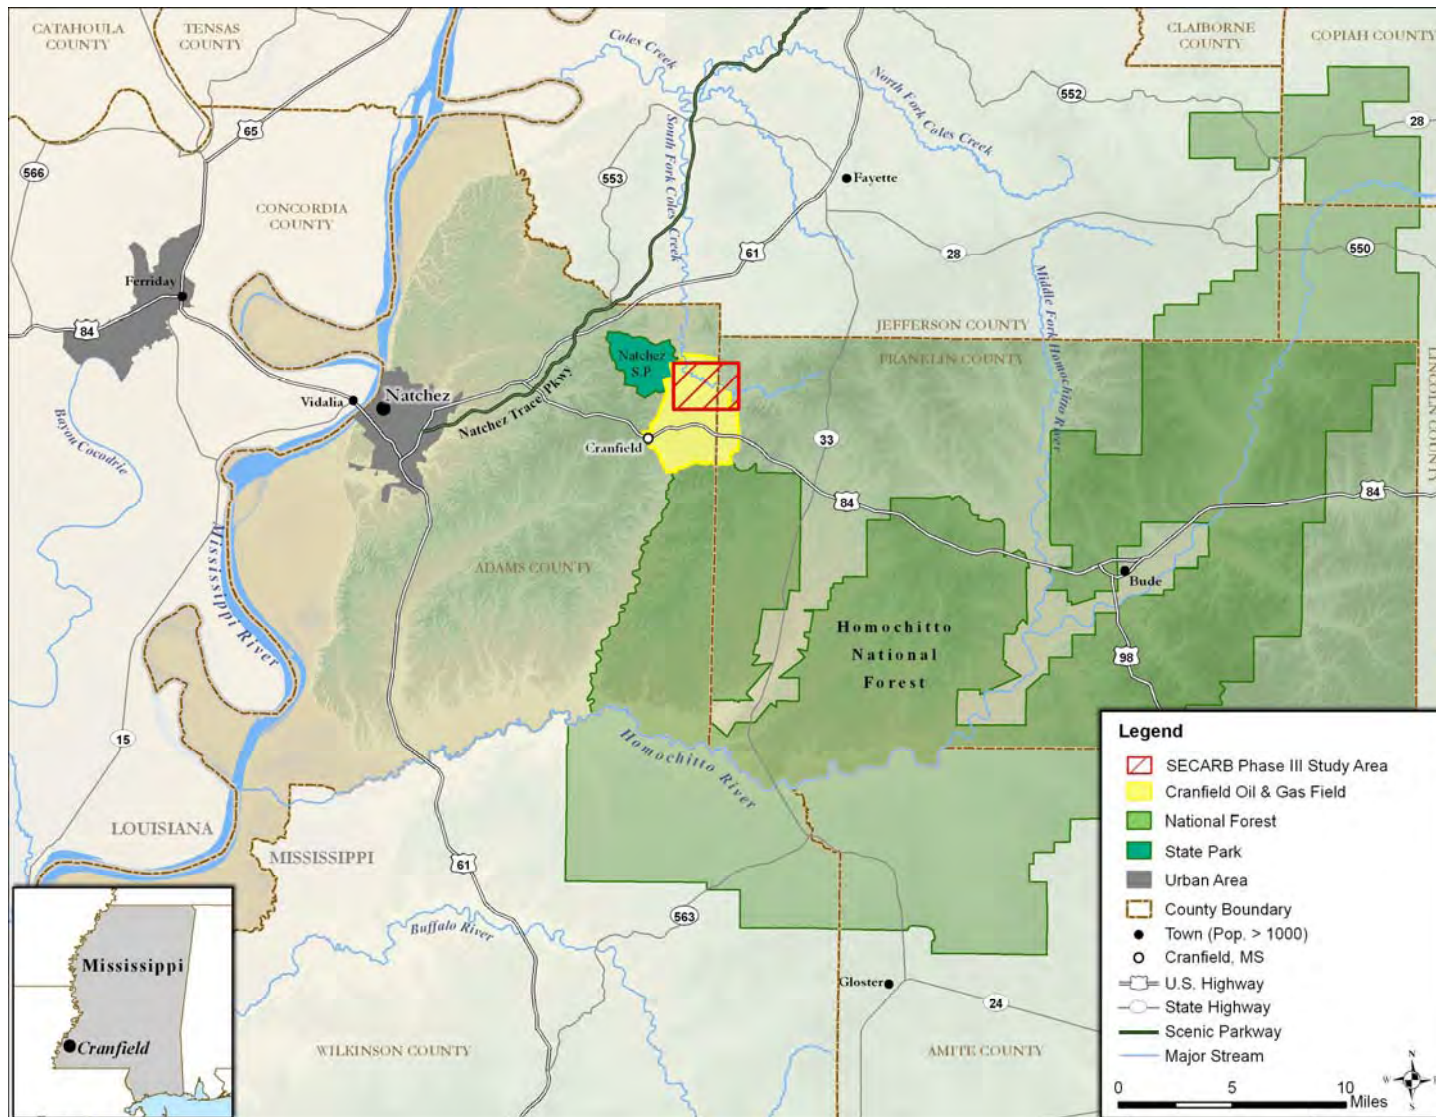 CATAHOULA
COUNTY
TENSAS
COUNTY
CLAIBORNE
COUNTY
COPIAH COUNTY
Coles Creek
North Fork Coles Creek
552
28
65
566
South Fork Coles Creek
553
Fayette
CONCORDIA
COUNTY
61
28
550
Ferriday
84
Middle Fork Homochitto River
JEFFERSON COUNTY
FRANKLIN COUNTY
LINCOLN COUNTY
Natchez
S.P.
Natchez
Vidalia
Natchez Trace Pkwy
Bayou Cocodrie
Cranfield
33
84
84
Mississippi River
ADAMS COUNTY
Bude
Homochitto
National
Forest
98
15
Homochitto River
LOUISIANA
MISSISSIPPI
61
563
Buffalo River
Gloster
24
WILKINSON COUNTY
AMITE COUNTY
Mississippi
Cranfield
Legend
SECARB Phase III Study Area
Cranfield Oil & Gas Field
National Forest
State Park
Urban Area
County Boundary
Town (Pop. > 1000)
Cranfield, MS
U.S. Highway
State Highway
Scenic Parkway
Major Stream
0 5 10
Miles
N
W E
S